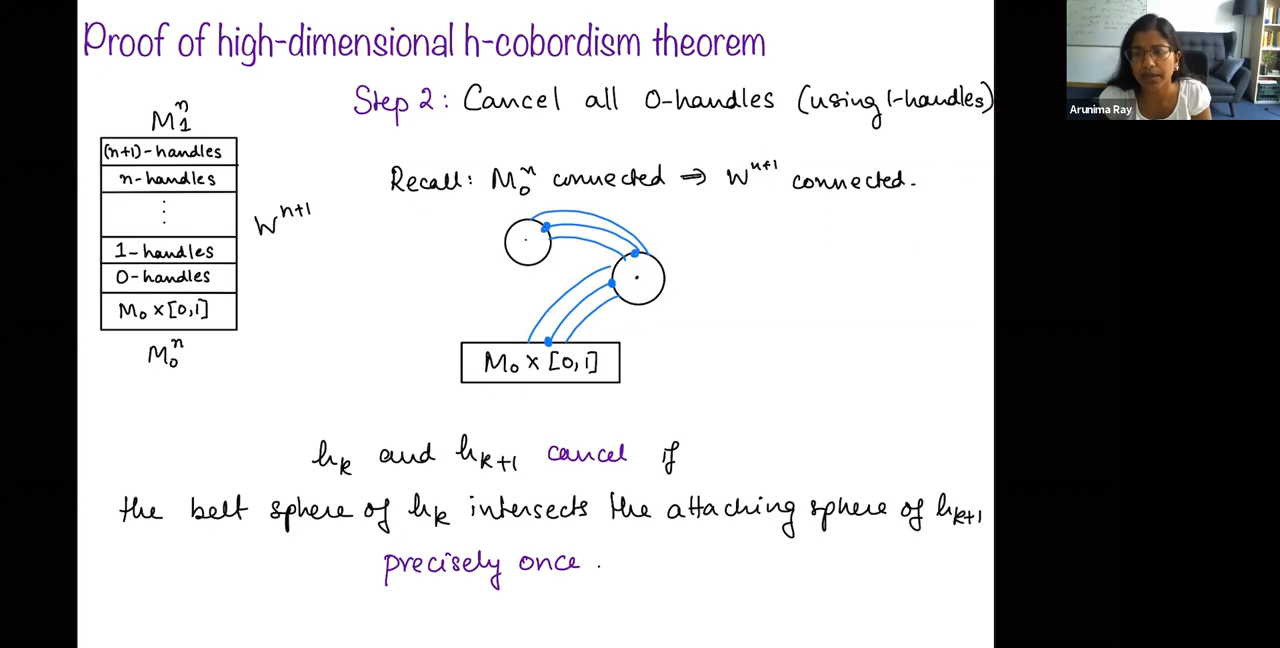 Proof of high-dimensional h-cobordism theorem
Step 2: Cancel all 0-handles (using 1-handles)
M₁ⁿ
(n+1)-handles
n-handles
⋮
1-handles
0-handles
M₀ × [0,1]
M₀ⁿ
Wⁿ⁺¹
Recall: M₀ⁿ connected ⇒ Wⁿ⁺¹ connected.
M₀ × [0,1]
hₖ and hₖ₊₁ cancel if
the belt sphere of hₖ intersects the attaching sphere of hₖ₊₁
precisely once.
Arunima Ray